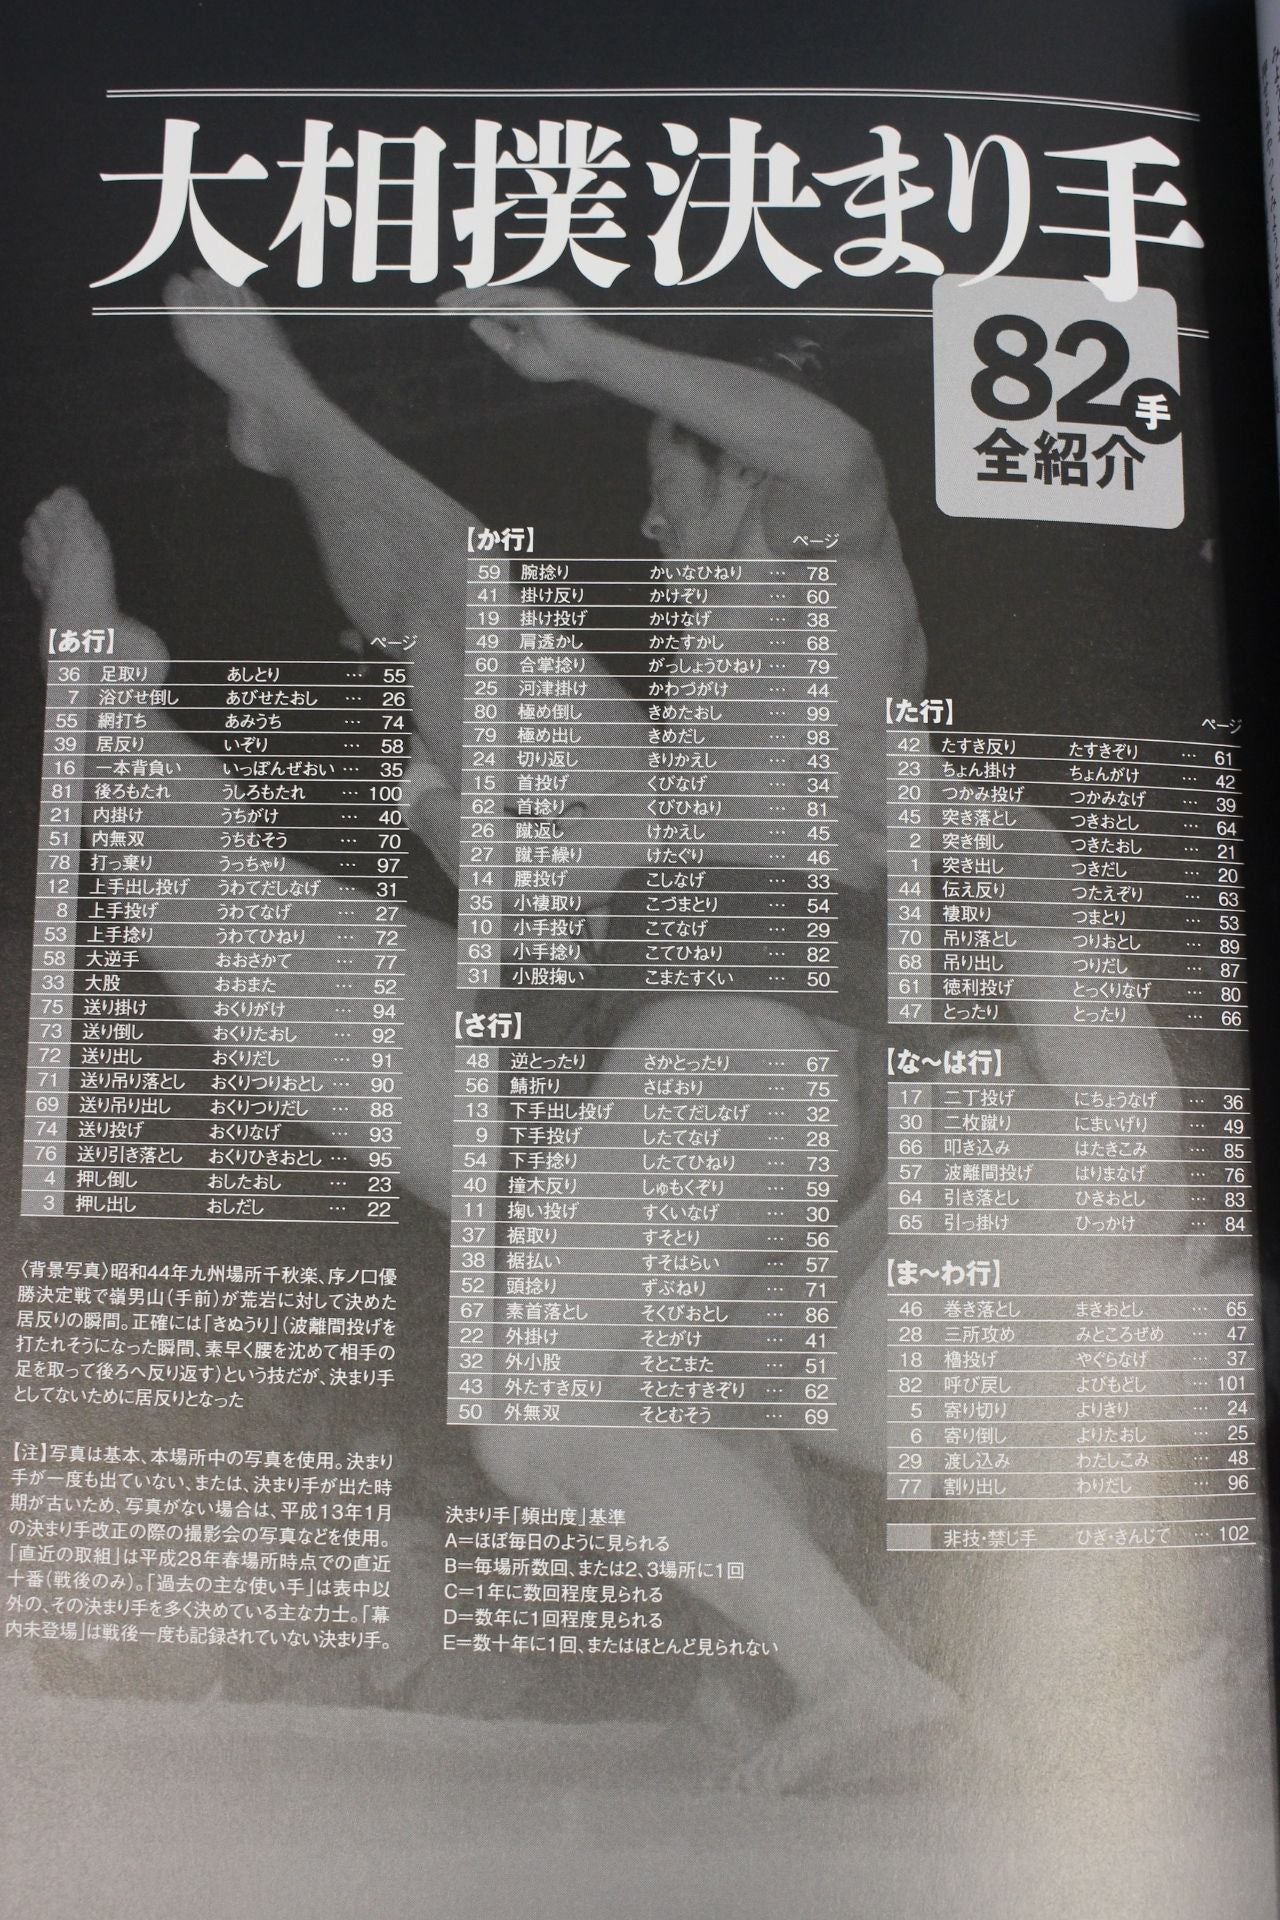 大相撲決まり手
82手
全紹介
【あ行】 ページ
36 足取り あしとり … 55
7 浴びせ倒し あびせたおし … 26
55 網打ち あみうち … 74
39 居反り いぞり … 58
16 一本背負い いっぽんぜおい … 35
81 後ろもたれ うしろもたれ … 100
21 内掛け うちがけ … 40
51 内無双 うちむそう … 70
78 打っ棄り うっちゃり … 97
12 上手出し投げ うわてだしなげ … 31
8 上手投げ うわてなげ … 27
53 上手捻り うわてひねり … 72
58 大逆手 おおさかて … 77
33 大股 おおまた … 52
75 送り掛け おくりがけ … 94
73 送り倒し おくりたおし … 92
72 送り出し おくりだし … 91
71 送り吊り落とし おくりつりおとし … 90
69 送り吊り出し おくりつりだし … 88
74 送り投げ おくりなげ … 93
76 送り引き落とし おくりひきおとし … 95
4 押し倒し おしたおし … 23
3 押し出し おしだし … 22
〈背景写真〉昭和44年九州場所千秋楽、序ノ口優
勝決定戦で嶺男山(手前)が荒岩に対して決めた
居反りの瞬間。正確には「きぬうり」(波離間投げを
打たれそうになった瞬間、素早く腰を沈めて相手の
足を取って後ろへ反り返す)という技だが、決まり手
としてないために居反りとなった
【注】写真は基本、本場所中の写真を使用。決まり
手が一度も出ていない、または、決まり手が出た時
期が古いため、写真がない場合は、平成13年1月
の決まり手改正の際の撮影会の写真などを使用。
「直近の取組」は平成28年春場所時点での直近
十番(戦後のみ)。「過去の主な使い手」は表中以
外の、その決まり手を多く決めている主な力士。「幕
内未登場」は戦後一度も記録されていない決まり手。
【か行】 ページ
59 腕捻り かいなひねり … 78
41 掛け反り かけぞり … 60
19 掛け投げ かけなげ … 38
49 肩透かし かたすかし … 68
60 合掌捻り がっしょうひねり … 79
25 河津掛け かわづがけ … 44
80 極め倒し きめたおし … 99
79 極め出し きめだし … 98
24 切り返し きりかえし … 43
15 首投げ くびなげ … 34
62 首捻り くびひねり … 81
26 蹴返し けかえし … 45
27 蹴手繰り けたぐり … 46
14 腰投げ こしなげ … 33
35 小褄取り こづまとり … 54
10 小手投げ こてなげ … 29
63 小手捻り こてひねり … 82
31 小股掬い こまたすくい … 50
【さ行】
48 逆とったり さかとったり … 67
56 鯖折り さばおり … 75
13 下手出し投げ したてだしなげ … 32
9 下手投げ したてなげ … 28
54 下手捻り したてひねり … 73
40 撞木反り しゅもくぞり … 59
11 掬い投げ すくいなげ … 30
37 裾取り すそとり … 56
38 裾払い すそはらい … 57
52 頭捻り ずぶねり … 71
67 素首落とし そくびおとし … 86
22 外掛け そとがけ … 41
32 外小股 そとこまた … 51
43 外たすき反り そとたすきぞり … 62
50 外無双 そとむそう … 69
決まり手「頻出度」基準
A=ほぼ毎日のように見られる
B=毎場所数回、または2、3場所に1回
C=1年に数回程度見られる
D=数年に1回程度見られる
E=数十年に1回、またはほとんど見られない
【た行】 ページ
42 たすき反り たすきぞり … 61
23 ちょん掛け ちょんがけ … 42
20 つかみ投げ つかみなげ … 39
45 突き落とし つきおとし … 64
2 突き倒し つきたおし … 21
1 突き出し つきだし … 20
44 伝え反り つたえぞり … 63
34 褄取り つまとり … 53
70 吊り落とし つりおとし … 89
68 吊り出し つりだし … 87
61 徳利投げ とっくりなげ … 80
47 とったり とったり … 66
【な〜は行】
17 二丁投げ にちょうなげ … 36
30 二枚蹴り にまいげり … 49
66 叩き込み はたきこみ … 85
57 波離間投げ はりまなげ … 76
64 引き落とし ひきおとし … 83
65 引っ掛け ひっかけ … 84
【ま〜わ行】
46 巻き落とし まきおとし … 65
28 三所攻め みところぜめ … 47
18 櫓投げ やぐらなげ … 37
82 呼び戻し よびもどし … 101
5 寄り切り よりきり … 24
6 寄り倒し よりたおし … 25
29 渡し込み わたしこみ … 48
77 割り出し わりだし … 96
非技・禁じ手 ひぎ・きんじて … 102